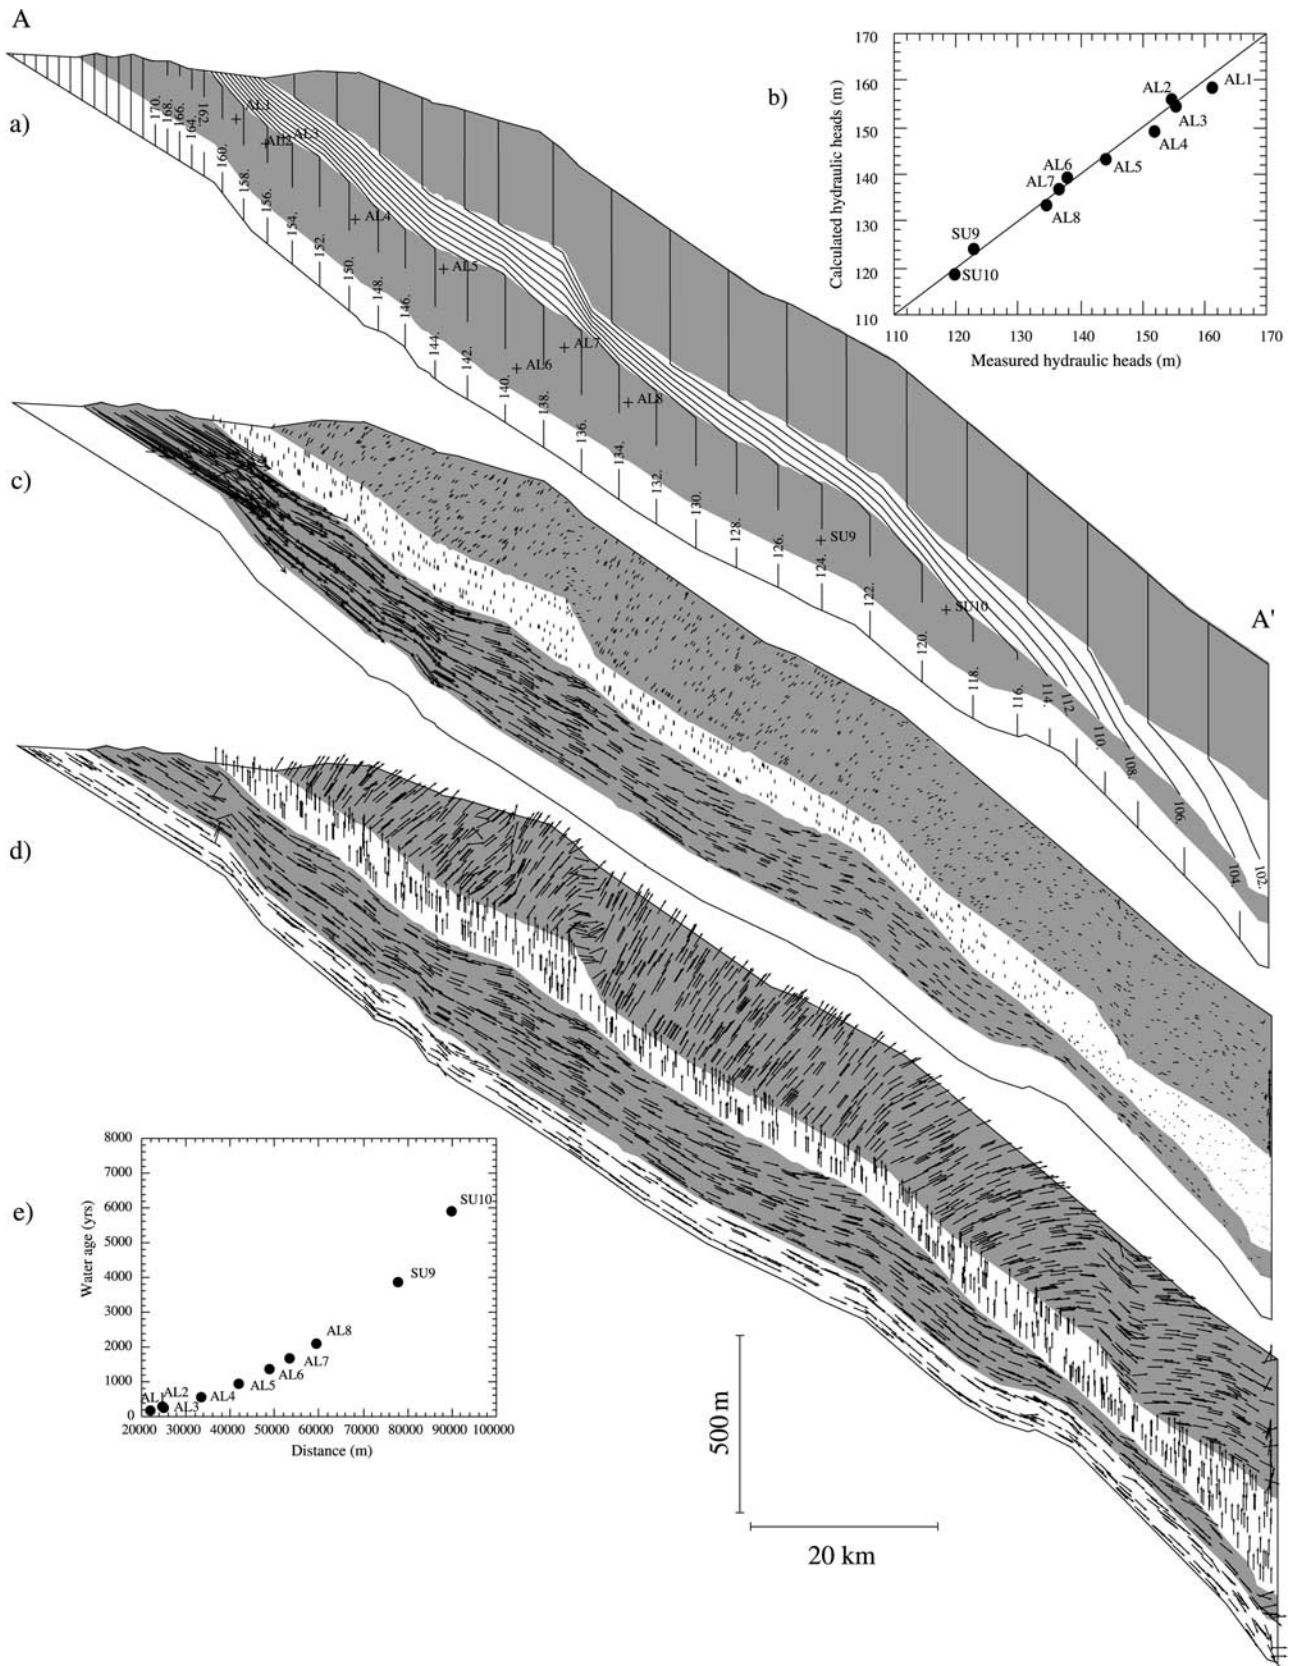 A
a)
170.
168.
166.
164.
162.
160.
158.
156.
154.
152.
150.
148.
146.
144.
142.
140.
138.
136.
134.
132.
130.
128.
126.
124.
122.
120.
118.
116.
114.
112.
110.
108.
106.
104.
102.
AL1
AL2
AL3
AL4
AL5
AL7
AL6
AL8
SU9
SU10
A'
b)
Calculated hydraulic heads (m)
170
160
150
140
130
120
110
AL1
AL2
AL3
AL4
AL5
AL6
AL7
AL8
SU9
SU10
110 120 130 140 150 160 170
Measured hydraulic heads (m)
c)
d)
e)
Water age (yrs)
8000
7000
6000
5000
4000
3000
2000
1000
0
SU10
SU9
AL8
AL7
AL6
AL5
AL4
AL3
AL2
AL1
20000 30000 40000 50000 60000 70000 80000 90000 100000
Distance (m)
500 m
20 km